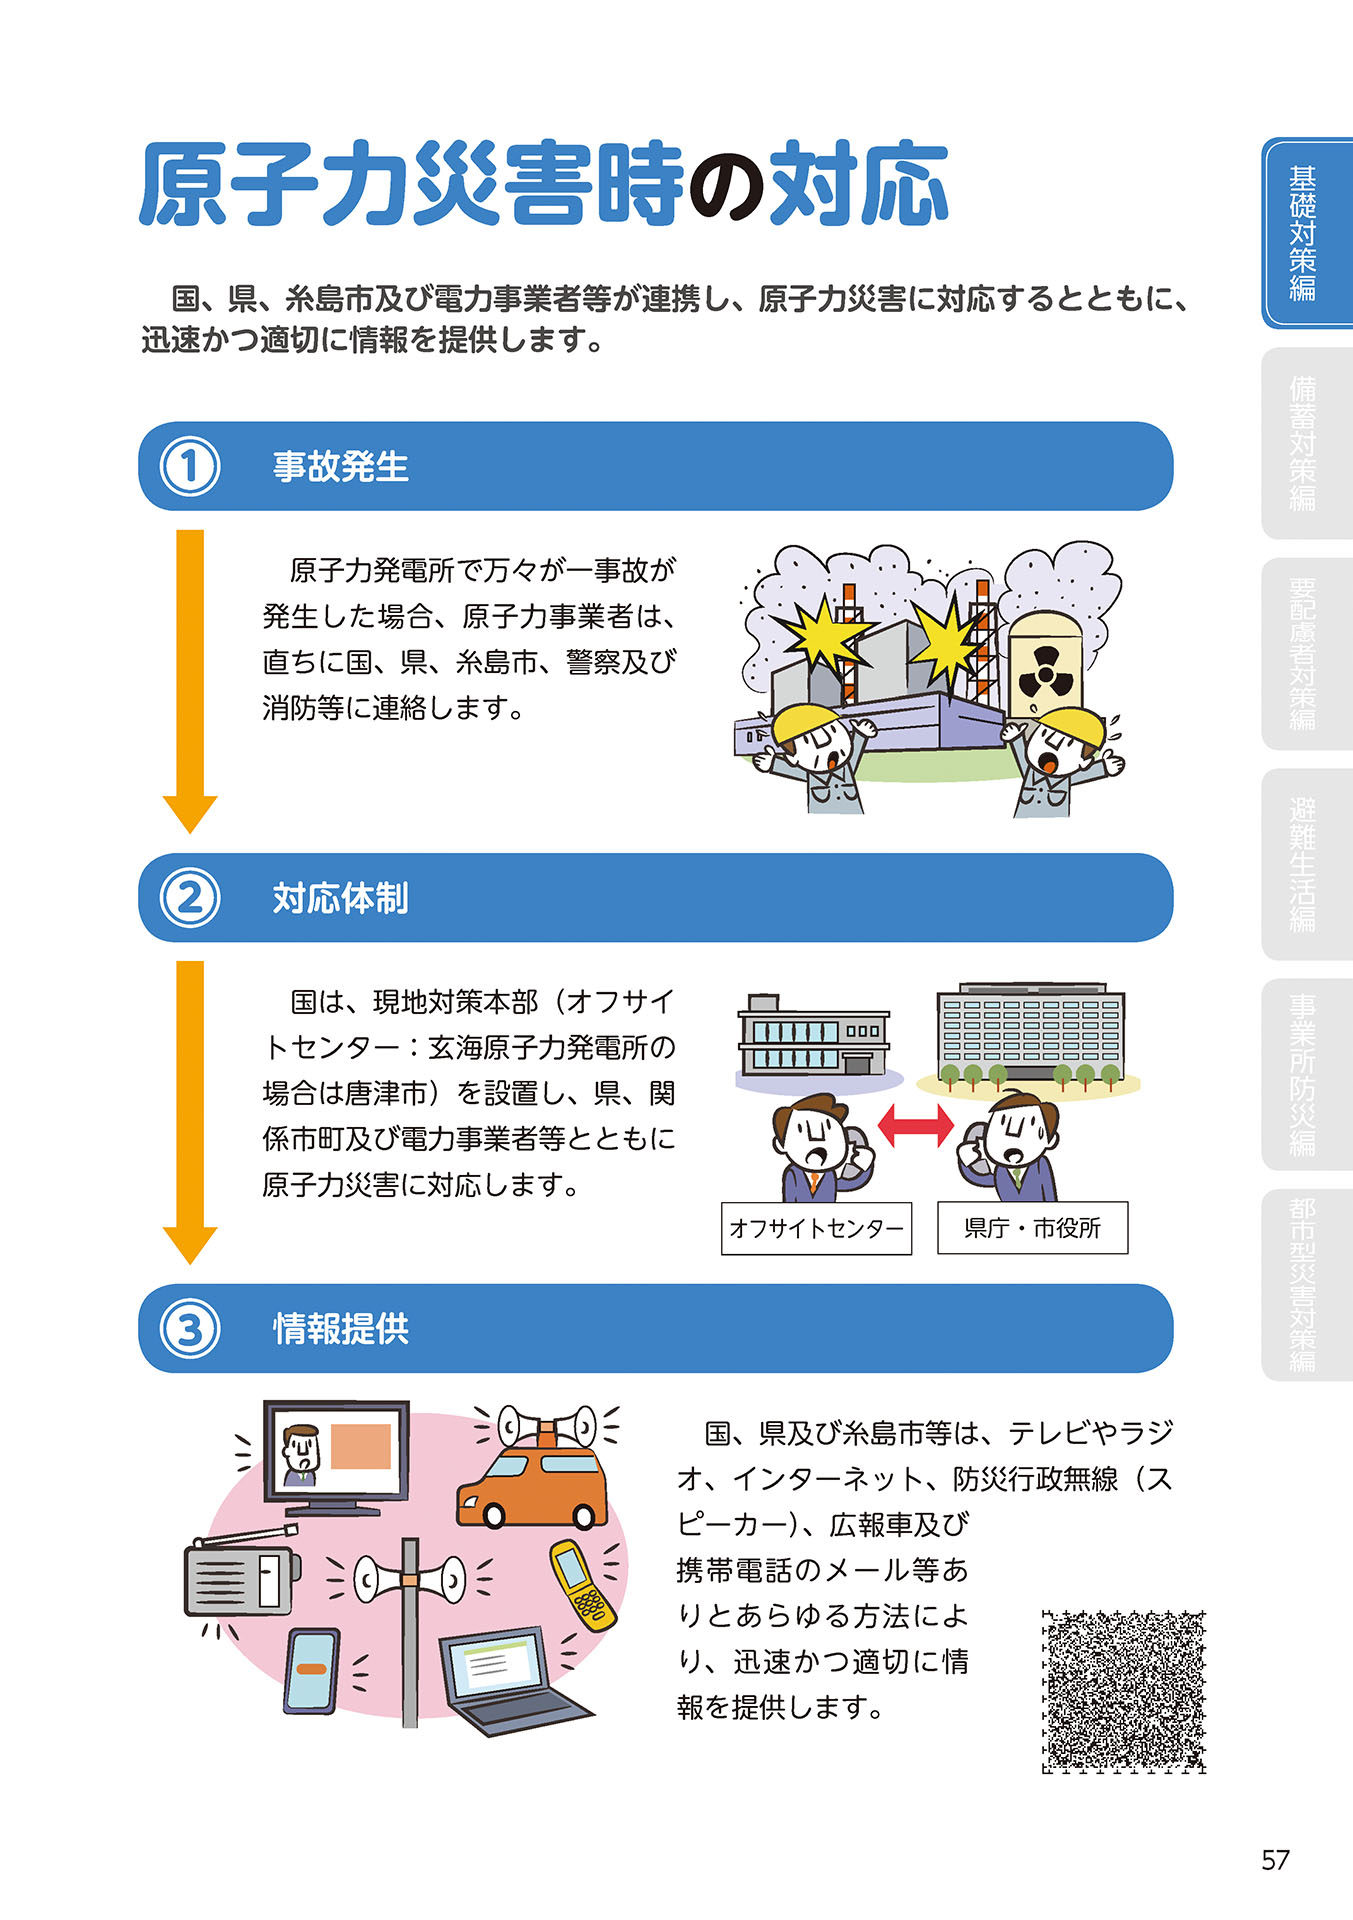 原子力災害時の対応
国、県、糸島市及び電力事業者等が連携し、原子力災害に対応するとともに、
迅速かつ適切に情報を提供します。
1 事故発生
原子力発電所で万々が一事故が
発生した場合、原子力事業者は、
直ちに国、県、糸島市、警察及び
消防等に連絡します。
2 対応体制
国は、現地対策本部（オフサイ
トセンター：玄海原子力発電所の
場合は唐津市）を設置し、県、関
係市町及び電力事業者等とともに
原子力災害に対応します。
オフサイトセンター
県庁・市役所
3 情報提供
国、県及び糸島市等は、テレビやラジ
オ、インターネット、防災行政無線（ス
ピーカー）、広報車及び
携帯電話のメール等あ
りとあらゆる方法によ
り、迅速かつ適切に情
報を提供します。
基礎対策編
備蓄対策編
要配慮者対策編
避難生活編
事業所防災編
都市型災害対策編
57